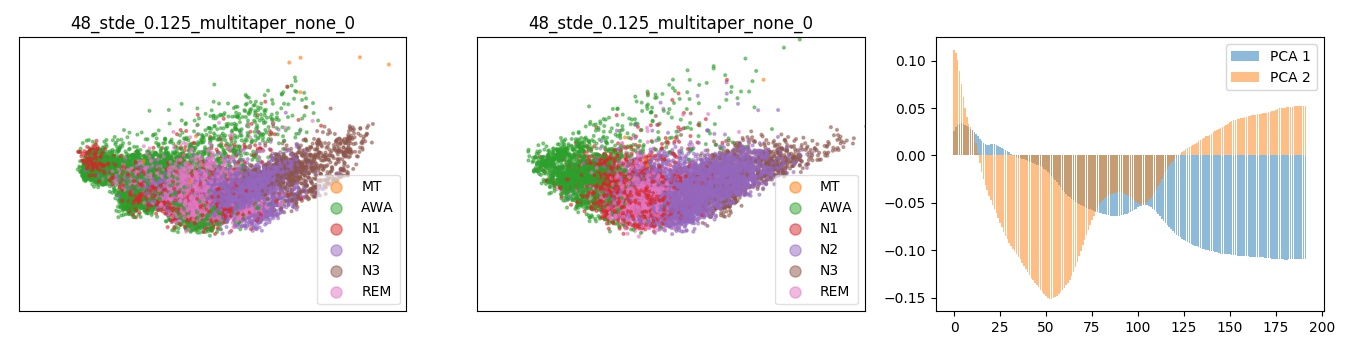 48_stde_0.125_multitaper_none_0
MT
AWA
N1
N2
N3
REM
48_stde_0.125_multitaper_none_0
MT
AWA
N1
N2
N3
REM
PCA 1
PCA 2
0.10
0.05
0.00
−0.05
−0.10
−0.15
0 25 50 75 100 125 150 175 200